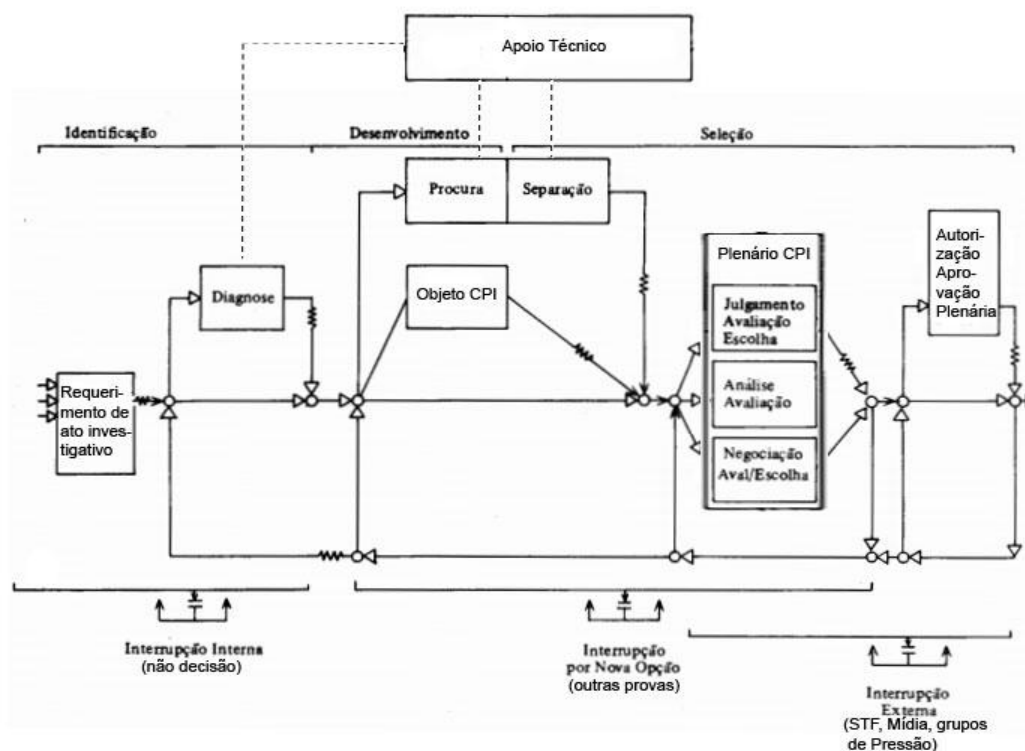 Apoio Técnico
Identificação
Desenvolvimento
Seleção
Procura
Separação
Plenário CPI
Autori-
zação
Apro-
vação
Plenária
Diagnose
Objeto CPI
Julgamento
Avaliação
Escolha
Requeri-
mento de
ato inves-
tigativo
Análise
Avaliação
Negociação
Aval/Escolha
Interrupção Interna
(não decisão)
Interrupção
por Nova Opção
(outras provas)
Interrupção
Externa
(STF, Mídia, grupos
de Pressão)